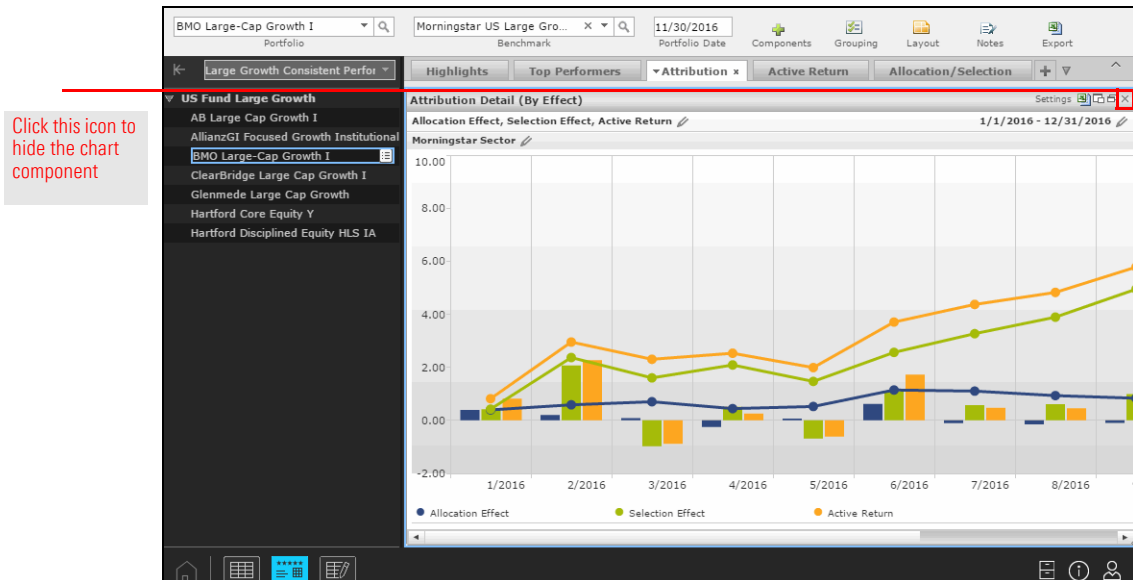 BMO Large-Cap Growth I
Portfolio
Morningstar US Large Gro...
Benchmark
11/30/2016
Portfolio Date
Components
Grouping
Layout
Notes
Export
Large Growth Consistent Perfor
Highlights
Top Performers
Attribution x
Active Return
Allocation/Selection
Click this icon to
hide the chart
component
US Fund Large Growth
AB Large Cap Growth I
AllianzGI Focused Growth Institutional
BMO Large-Cap Growth I
ClearBridge Large Cap Growth I
Glenmede Large Cap Growth
Hartford Core Equity Y
Hartford Disciplined Equity HLS IA
Attribution Detail (By Effect)
Settings
Allocation Effect, Selection Effect, Active Return
1/1/2016 - 12/31/2016
Morningstar Sector
10.00
8.00
6.00
4.00
2.00
0.00
-2.00
1/2016
2/2016
3/2016
4/2016
5/2016
6/2016
7/2016
8/2016
Allocation Effect
Selection Effect
Active Return